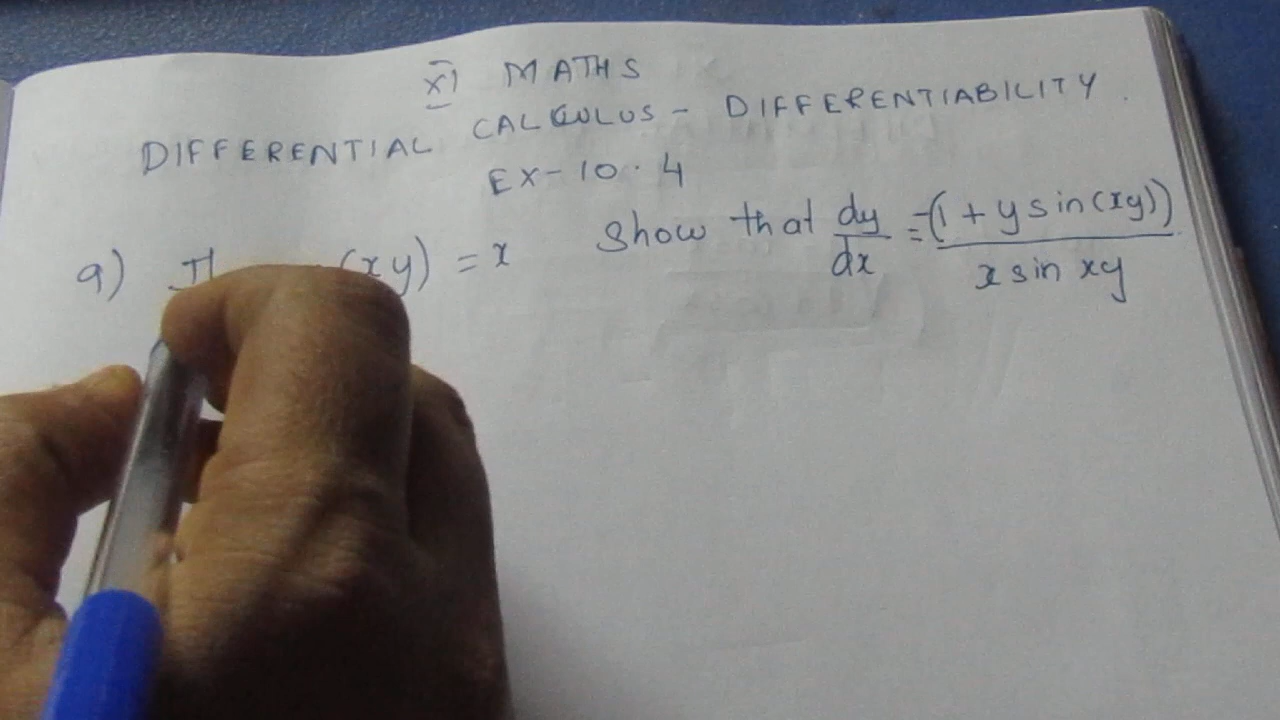 XI MATHS
DIFFERENTIAL CALCULUS - DIFFERENTIABILITY.
EX-10.4
9) (xy) = x show that dy/dx = -(1 + y sin(xy))/x sin xy